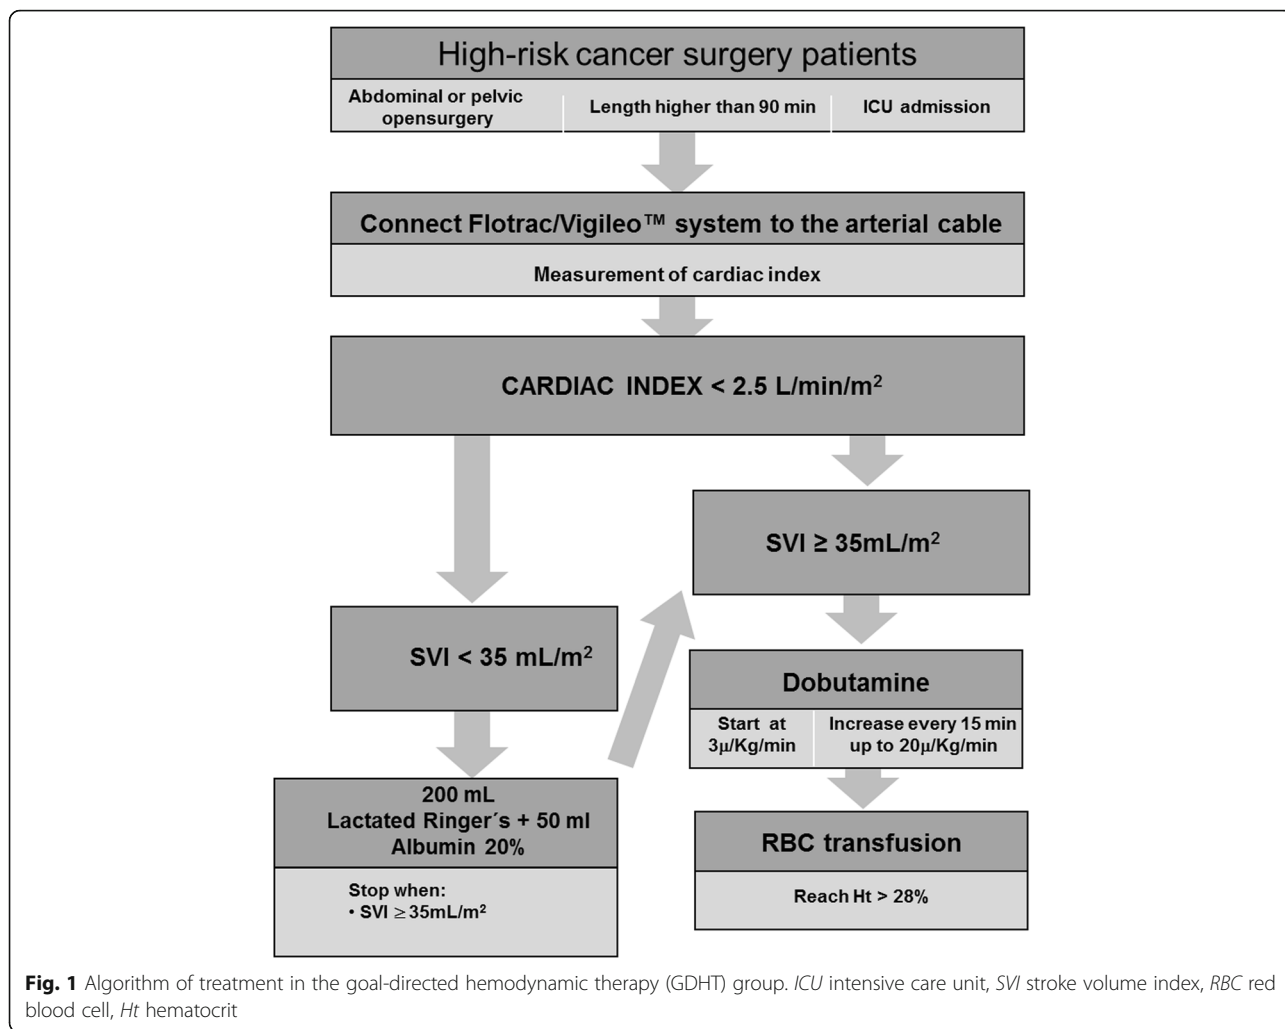 High-risk cancer surgery patients
Abdominal or pelvic
opensurgery
Length higher than 90 min
ICU admission
Connect Flotrac/Vigileo™ system to the arterial cable
Measurement of cardiac index
CARDIAC INDEX < 2.5 L/min/m²
SVI ≥ 35mL/m²
SVI < 35 mL/m²
Dobutamine
Start at
3μ/Kg/min
Increase every 15 min
up to 20μ/Kg/min
200 mL
Lactated Ringer´s + 50 ml
Albumin 20%
Stop when:
• SVI ≥ 35mL/m²
RBC transfusion
Reach Ht > 28%
Fig. 1 Algorithm of treatment in the goal-directed hemodynamic therapy (GDHT) group. ICU intensive care unit, SVI stroke volume index, RBC red
blood cell, Ht hematocrit